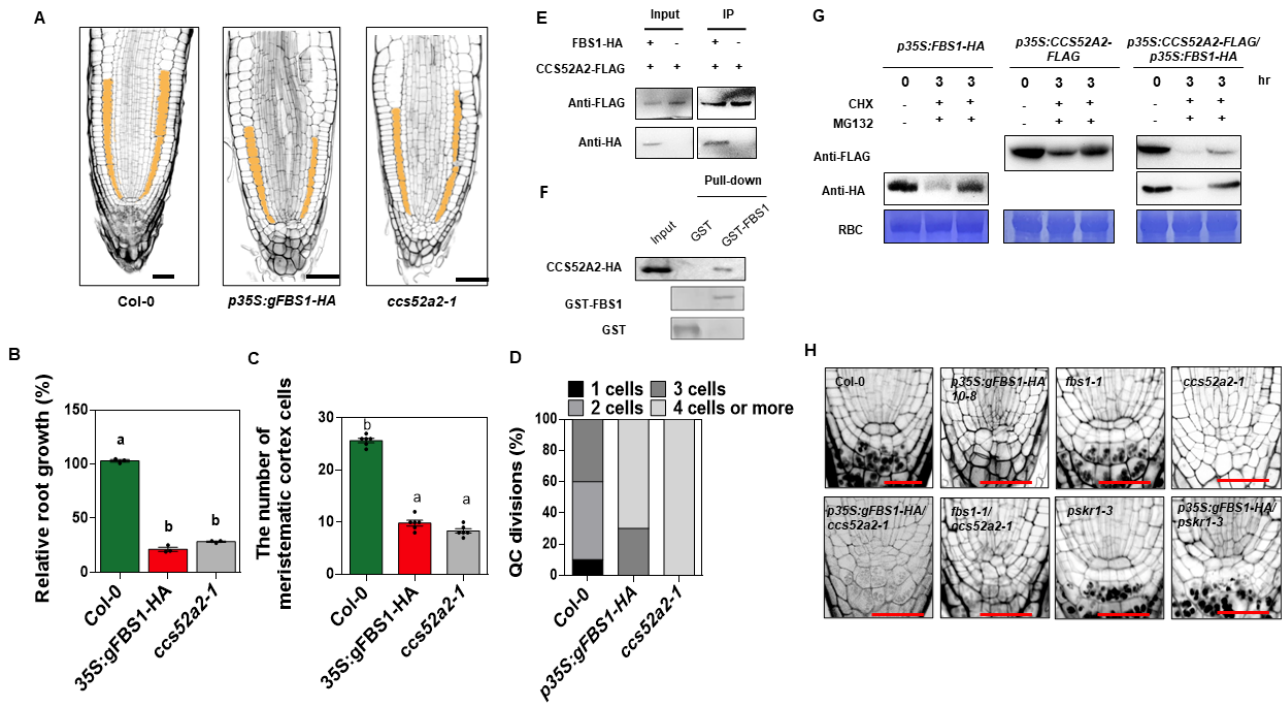 A
Col-0
p35S:gFBS1-HA
ccs52a2-1
B
Relative root growth (%)
150
100
50
0
a
b
b
Col-0
35S:gFBS1-HA
ccs52a2-1
C
The number of
meristematic cortex cells
30
20
10
0
b
a
a
Col-0
35S:gFBS1-HA
ccs52a2-1
D
1 cells
3 cells
2 cells
4 cells or more
QC divisions (%)
100
80
60
40
20
0
Col-0
p35S:gFBS1-HA
ccs52a2-1
E
Input
IP
FBS1-HA + - + -
CCS52A2-FLAG + + + +
Anti-FLAG
Anti-HA
F
Pull-down
Input
GST
GST-FBS1
CCS52A2-HA
GST-FBS1
GST
G
p35S:FBS1-HA
p35S:CCS52A2-
FLAG
p35S:CCS52A2-FLAG/
p35S:FBS1-HA
0 3 3 0 3 3 0 3 3 hr
CHX - + + - + + - + +
MG132 - + + - + + - + +
Anti-FLAG
Anti-HA
RBC
H
Col-0
p35S:gFBS1-HA
10-8
fbs1-1
ccs52a2-1
p35S:gFBS1-HA/
ccs52a2-1
fbs1-1/
ccs52a2-1
pskr1-3
p35S:gFBS1-HA/
pskr1-3